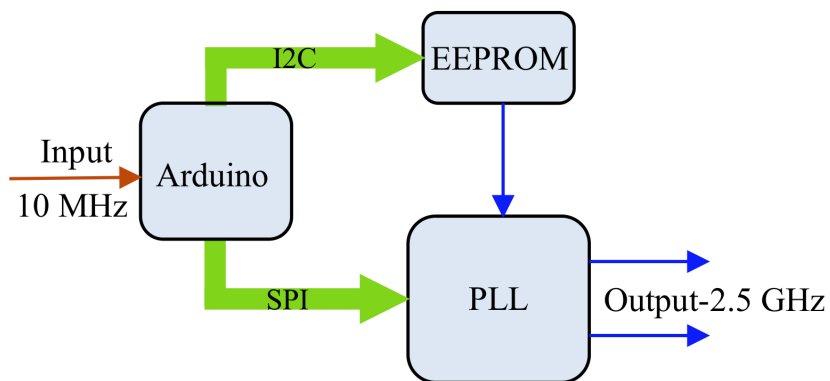 I2C
EEPROM
Input
10 MHz
Arduino
SPI
PLL
Output-2.5 GHz